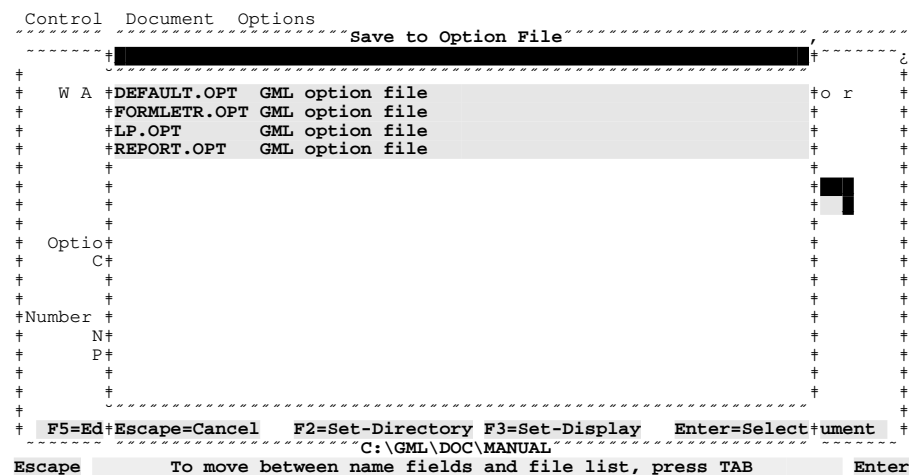 Control Document Options
Save to Option File
W A DEFAULT.OPT GML option file o r
FORMLETR.OPT GML option file
LP.OPT GML option file
REPORT.OPT GML option file
Optio
C
Number
N
P
F5=Ed Escape=Cancel F2=Set-Directory F3=Set-Display Enter=Select ument
C:\GML\DOC\MANUAL
Escape To move between name fields and file list, press TAB Enter